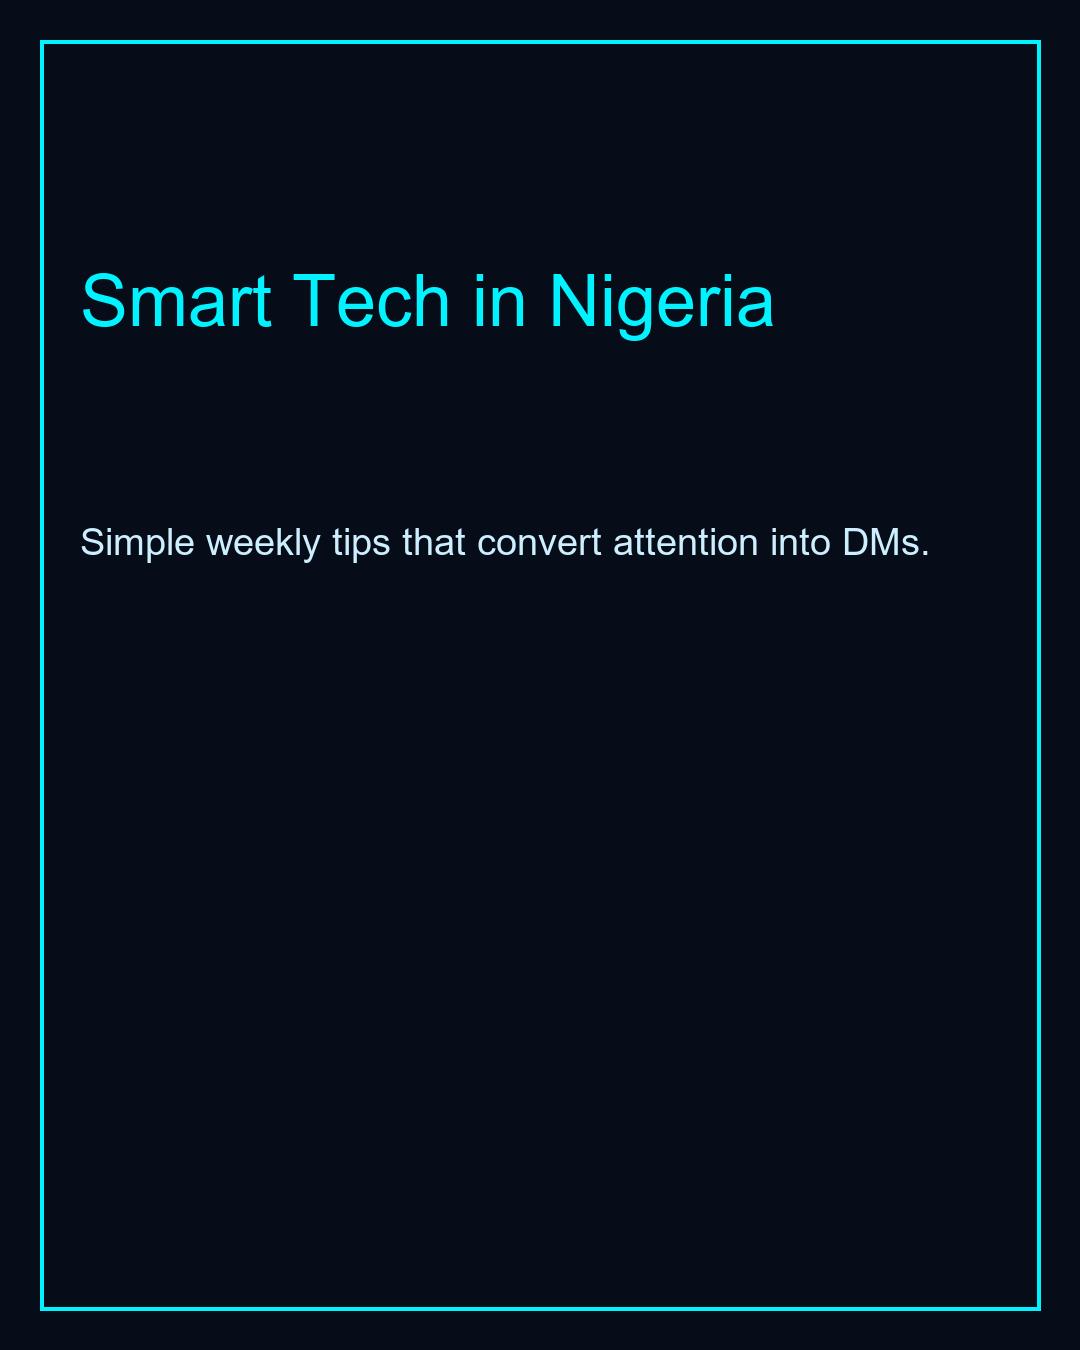 Smart Tech in Nigeria
Simple weekly tips that convert attention into DMs.